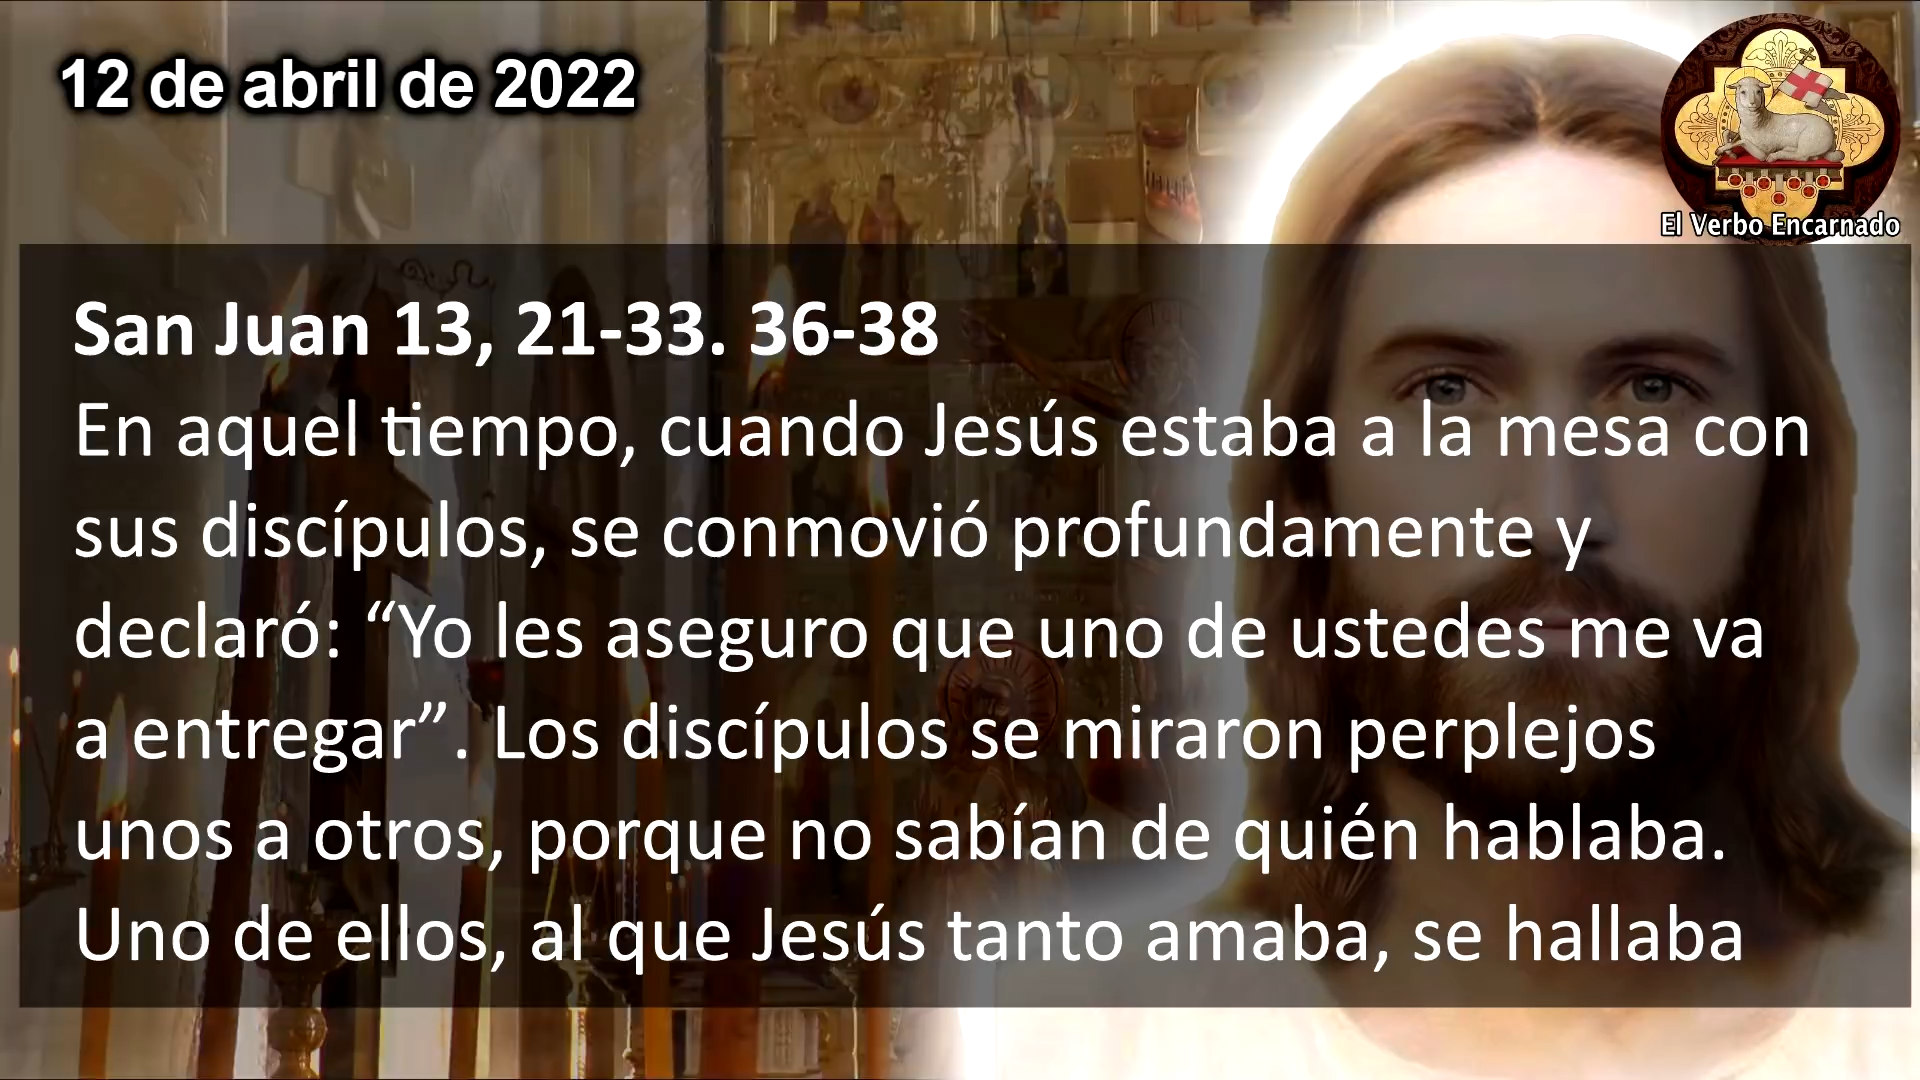 12 de abril de 2022
El Verbo Encarnado
San Juan 13, 21-33. 36-38
En aquel tiempo, cuando Jesús estaba a la mesa con
sus discípulos, se conmovió profundamente y
declaró: “Yo les aseguro que uno de ustedes me va
a entregar”. Los discípulos se miraron perplejos
unos a otros, porque no sabían de quién hablaba.
Uno de ellos, al que Jesús tanto amaba, se hallaba